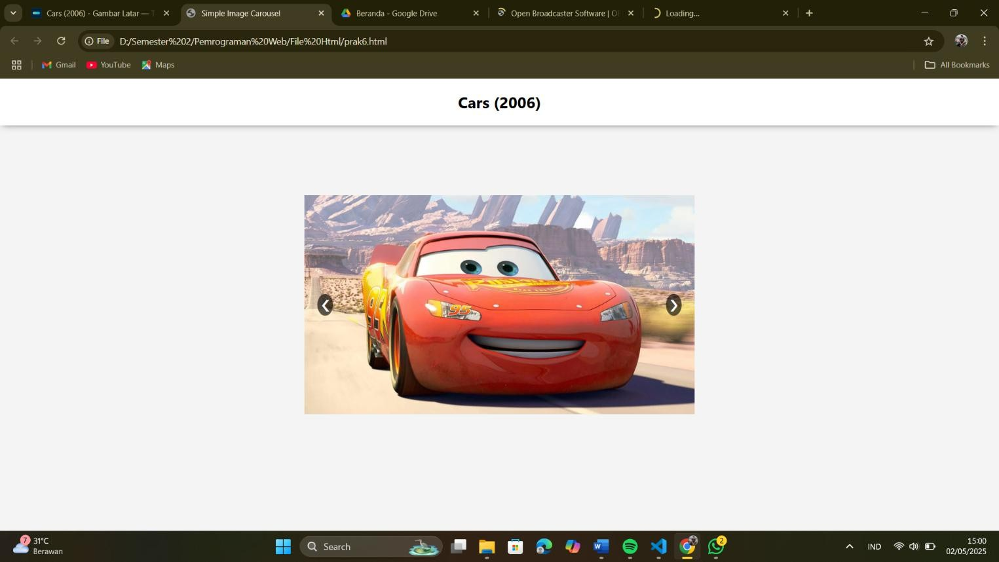 Cars (2006) - Gambar Latar — T
Simple Image Carousel
Beranda - Google Drive
Open Broadcaster Software | OB
Loading...
File
D:/Semester%202/Pemrograman%20Web/File%20Html/prak6.html
Gmail
YouTube
Maps
All Bookmarks
Cars (2006)
95
95
7
31°C
Berawan
Search
2
IND
15:00
02/05/2025